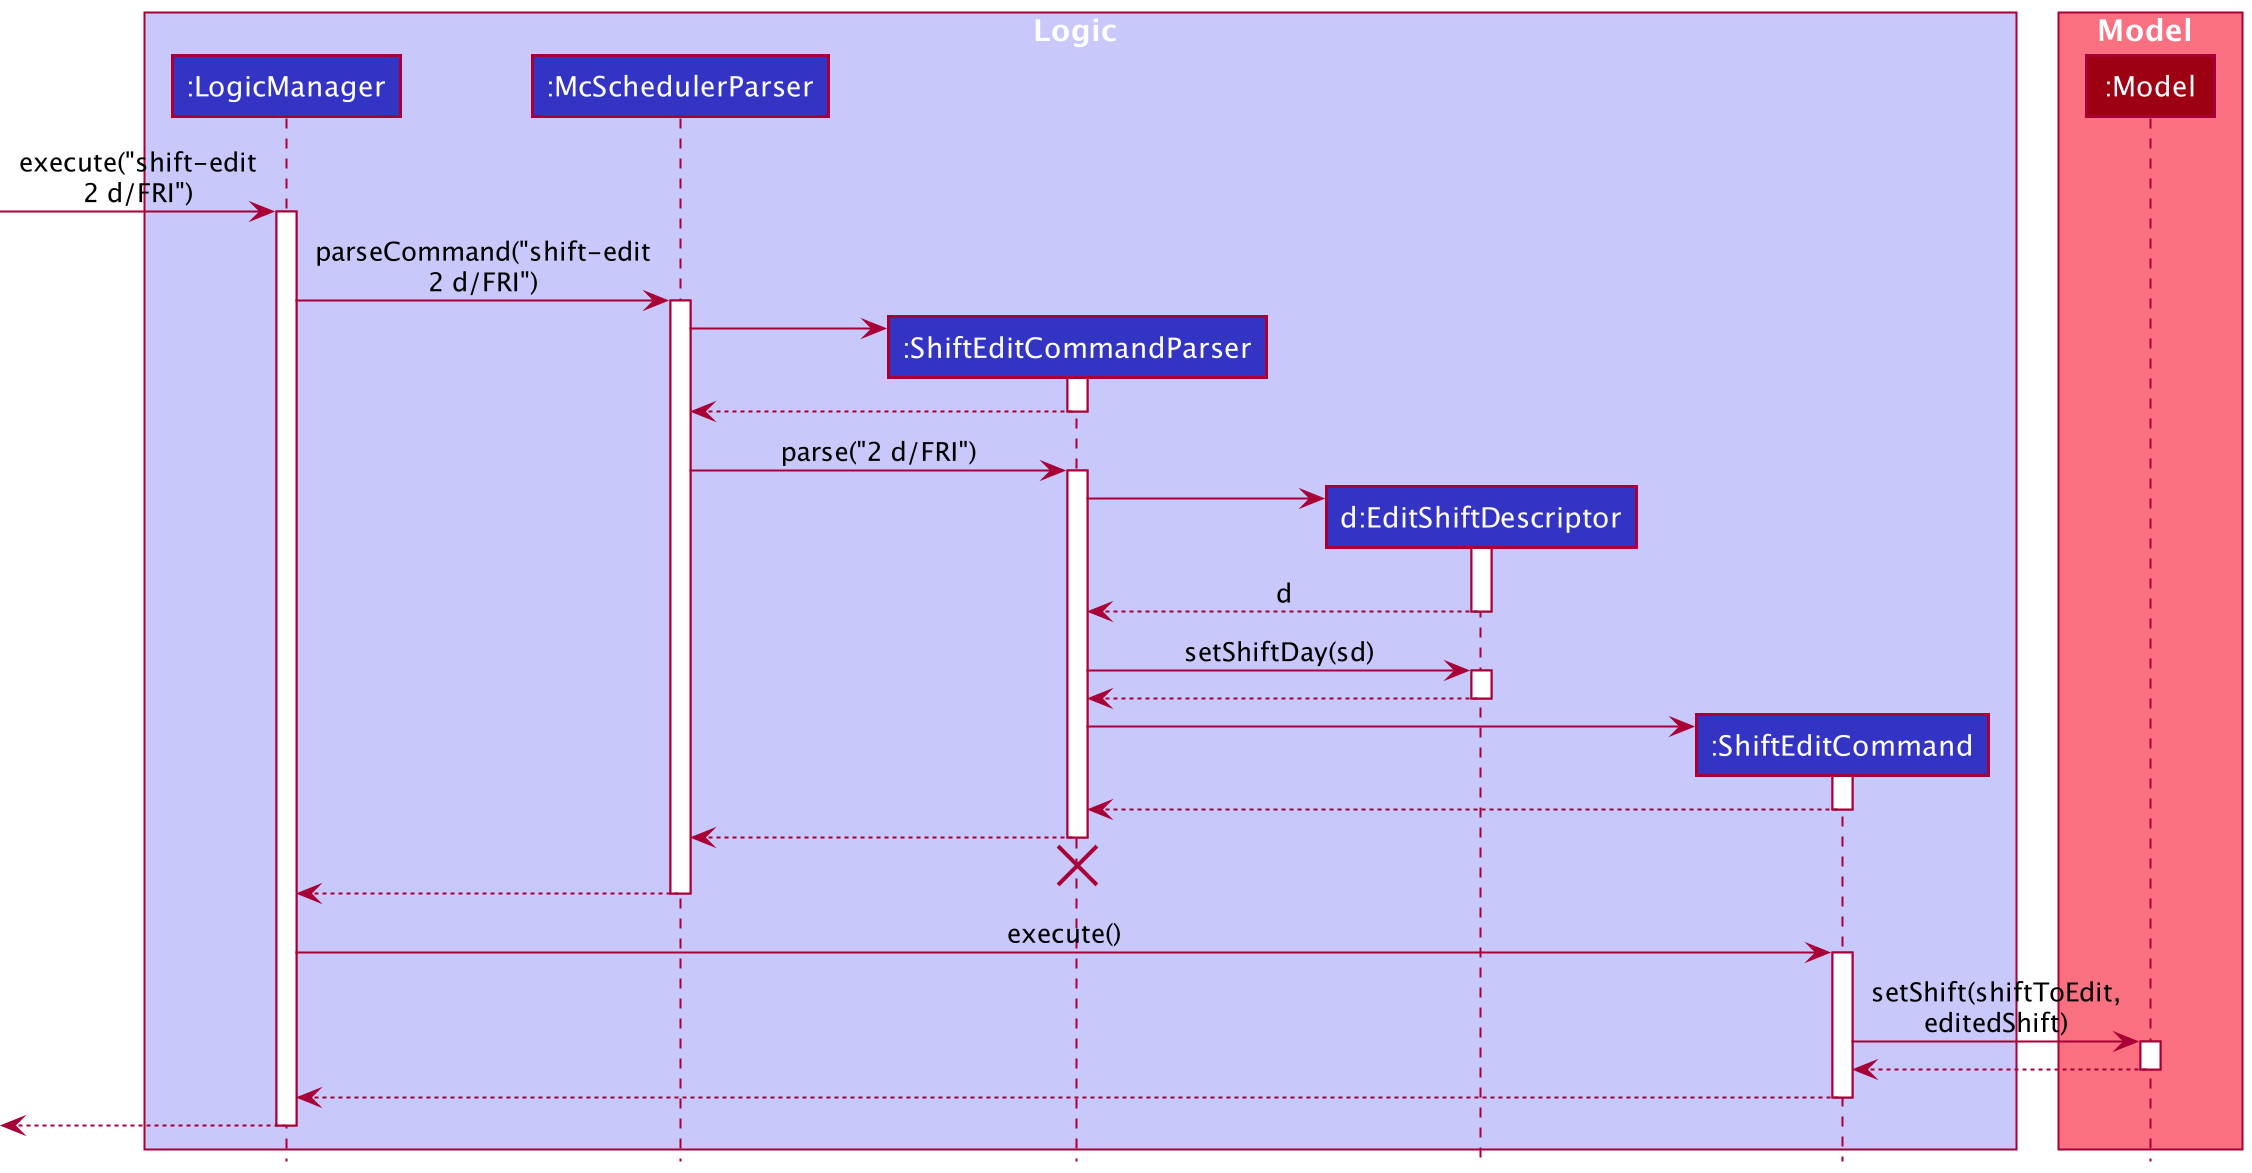 Logic
Model
:LogicManager
:McSchedulerParser
:Model
execute("shift-edit
2 d/FRI")
parseCommand("shift-edit
2 d/FRI")
:ShiftEditCommandParser
parse("2 d/FRI")
d:EditShiftDescriptor
d
setShiftDay(sd)
:ShiftEditCommand
execute()
setShift(shiftToEdit,
editedShift)